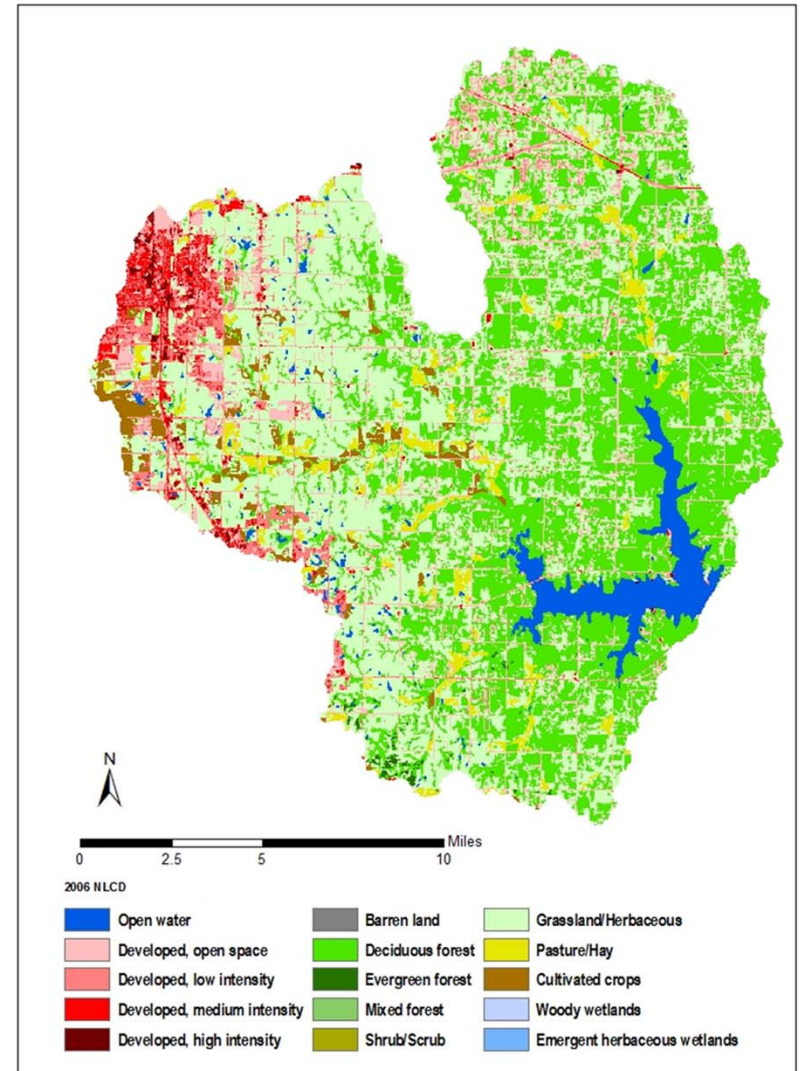 N
Miles
0 2.5 5 10
2006 NLCD
Open water
Developed, open space
Developed, low intensity
Developed, medium intensity
Developed, high intensity
Barren land
Deciduous forest
Evergreen forest
Mixed forest
Shrub/Scrub
Grassland/Herbaceous
Pasture/Hay
Cultivated crops
Woody wetlands
Emergent herbaceous wetlands